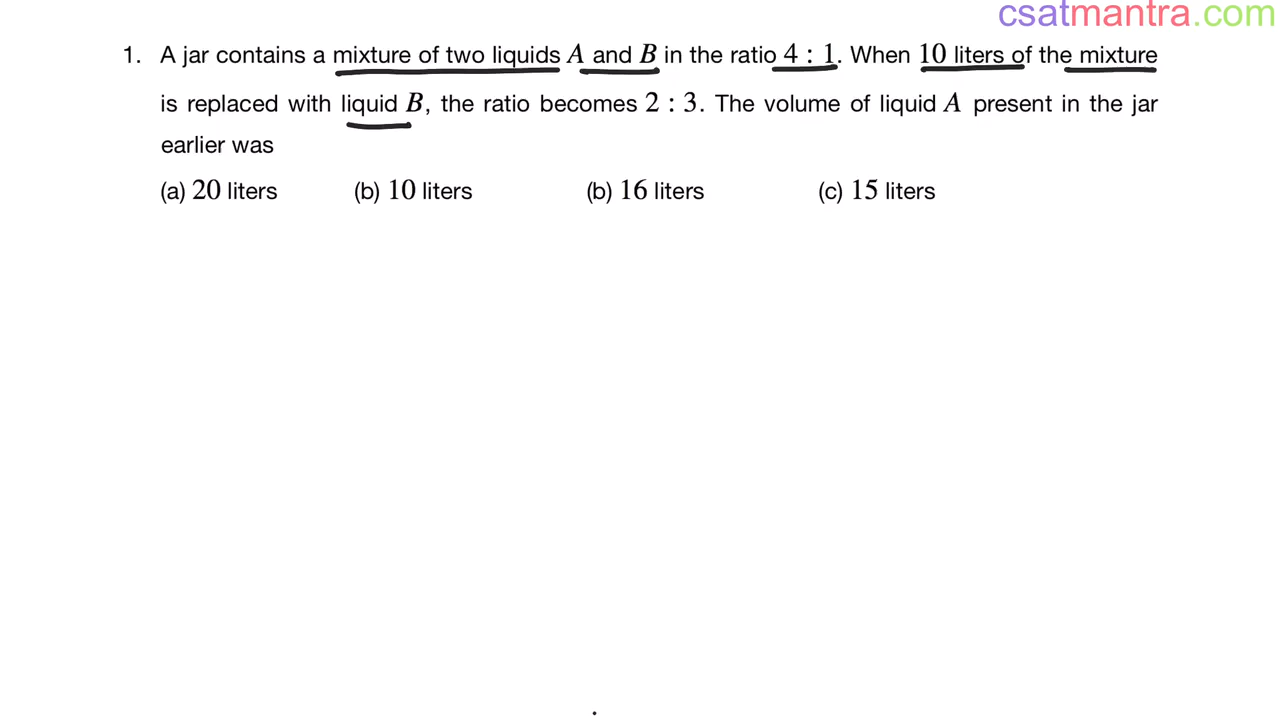 csatmantra.com
1. A jar contains a mixture of two liquids A and B in the ratio 4 : 1. When 10 liters of the mixture
is replaced with liquid B, the ratio becomes 2 : 3. The volume of liquid A present in the jar
earlier was
(a) 20 liters (b) 10 liters (b) 16 liters (c) 15 liters